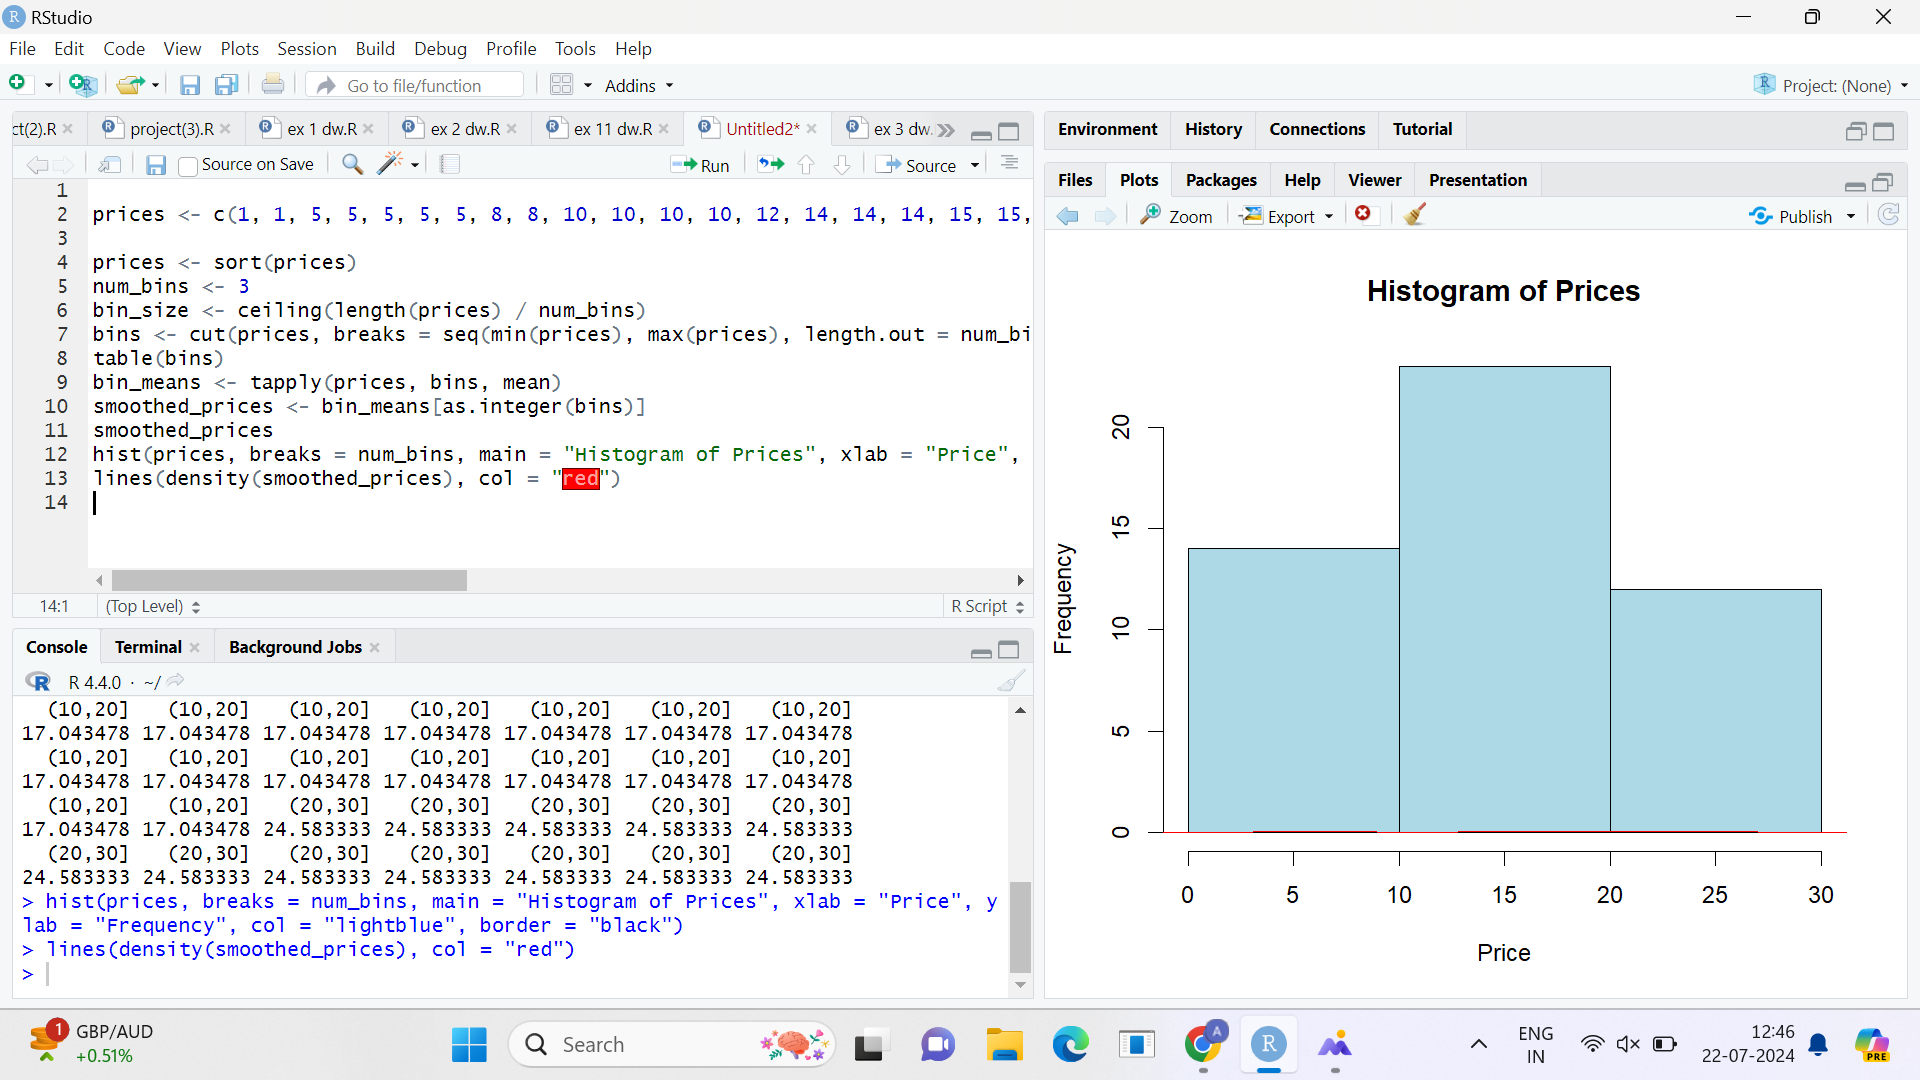 RStudio
File Edit Code View Plots Session Build Debug Profile Tools Help
Go to file/function Addins Project: (None)
ct(2).R project(3).R ex 1 dw.R ex 2 dw.R ex 11 dw.R Untitled2* ex 3 dw.
Source on Save Run Source
1
2 prices <- c(1, 1, 5, 5, 5, 5, 5, 8, 8, 10, 10, 10, 10, 12, 14, 14, 14, 15, 15,
3
4 prices <- sort(prices)
5 num_bins <- 3
6 bin_size <- ceiling(length(prices) / num_bins)
7 bins <- cut(prices, breaks = seq(min(prices), max(prices), length.out = num_bi
8 table(bins)
9 bin_means <- tapply(prices, bins, mean)
10 smoothed_prices <- bin_means[as.integer(bins)]
11 smoothed_prices
12 hist(prices, breaks = num_bins, main = "Histogram of Prices", xlab = "Price",
13 lines(density(smoothed_prices), col = "red")
14
14:1 (Top Level) R Script
Console Terminal Background Jobs
R 4.4.0 · ~/
(10,20] (10,20] (10,20] (10,20] (10,20] (10,20] (10,20]
17.043478 17.043478 17.043478 17.043478 17.043478 17.043478 17.043478
(10,20] (10,20] (10,20] (10,20] (10,20] (10,20] (10,20]
17.043478 17.043478 17.043478 17.043478 17.043478 17.043478 17.043478
(10,20] (10,20] (20,30] (20,30] (20,30] (20,30] (20,30]
17.043478 17.043478 24.583333 24.583333 24.583333 24.583333 24.583333
(20,30] (20,30] (20,30] (20,30] (20,30] (20,30] (20,30]
24.583333 24.583333 24.583333 24.583333 24.583333 24.583333 24.583333
> hist(prices, breaks = num_bins, main = "Histogram of Prices", xlab = "Price", y
lab = "Frequency", col = "lightblue", border = "black")
> lines(density(smoothed_prices), col = "red")
>
Environment History Connections Tutorial
Files Plots Packages Help Viewer Presentation
Zoom Export Publish
Histogram of Prices
Frequency
20
15
10
5
0
0 5 10 15 20 25 30
Price
1 GBP/AUD
+0.51%
Search
A
R
ENG
IN
12:46
22-07-2024
PRE